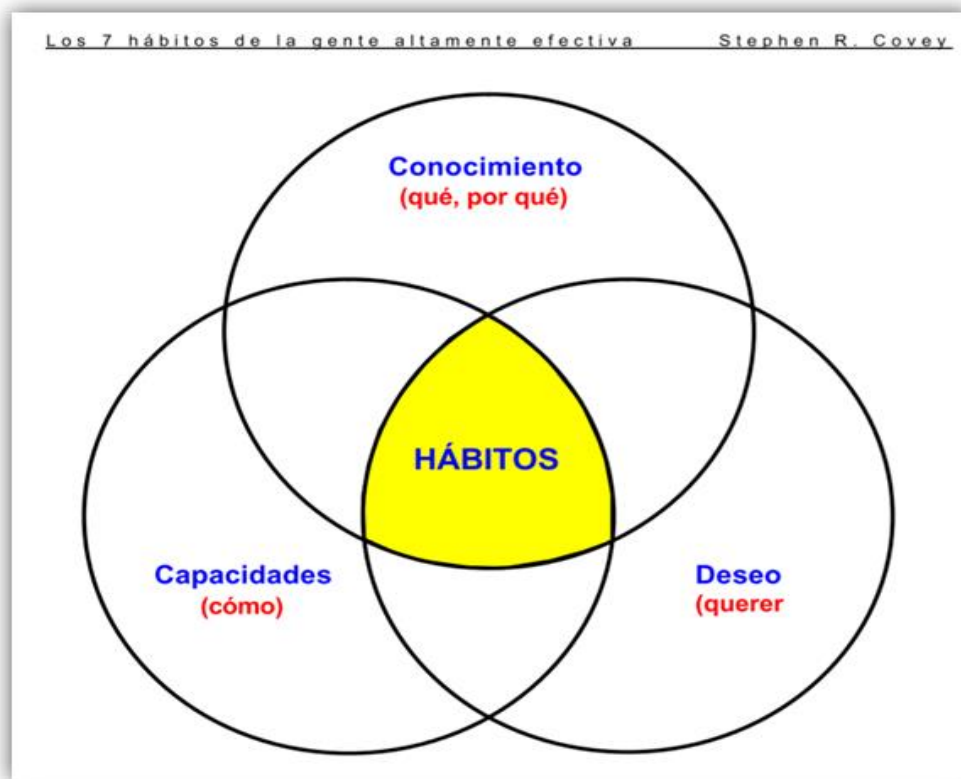 Los 7 hábitos de la gente altamente efectiva Stephen R. Covey
Conocimiento
(qué, por qué)
HÁBITOS
Capacidades
(cómo)
Deseo
(querer